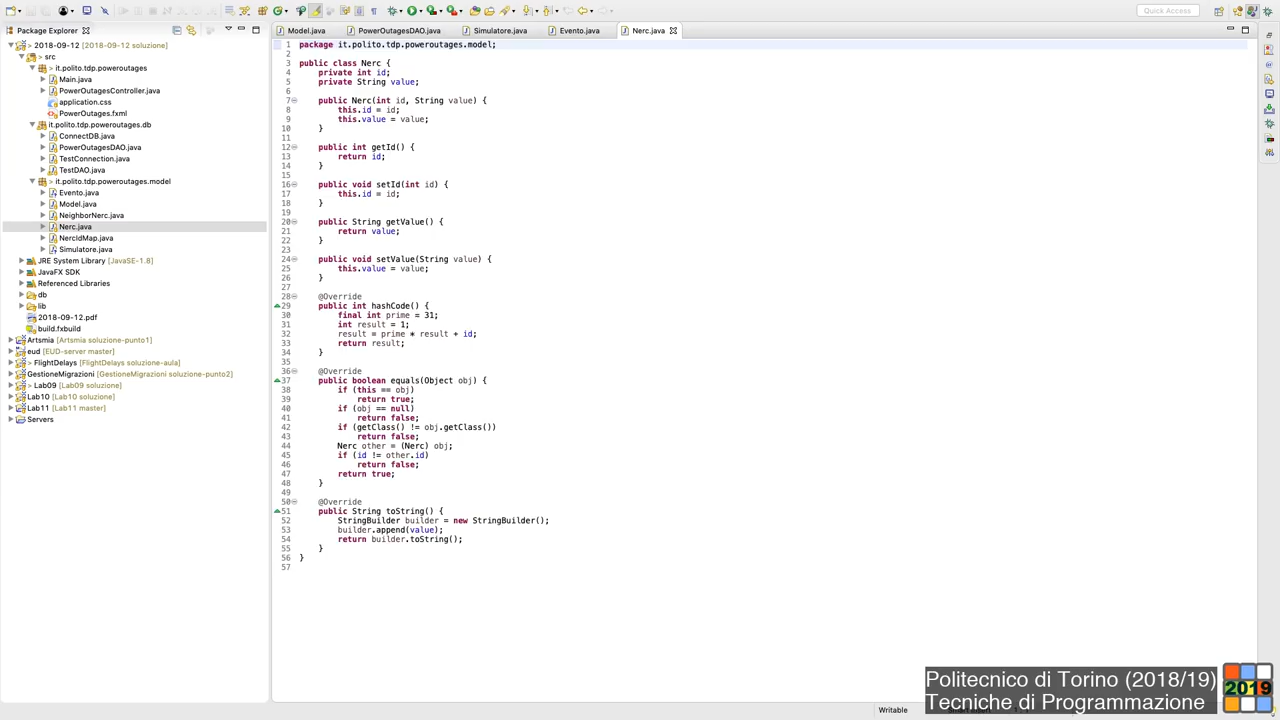 Quick Access
Package Explorer
Model.java
PowerOutagesDAO.java
Simulatore.java
Evento.java
Nerc.java
> 2018-09-12 [2018-09-12 soluzione]
> src
> it.polito.tdp.poweroutages
Main.java
PowerOutagesController.java
application.css
PowerOutages.fxml
it.polito.tdp.poweroutages.db
ConnectDB.java
PowerOutagesDAO.java
TestConnection.java
TestDAO.java
> it.polito.tdp.poweroutages.model
Evento.java
Model.java
NeighborNerc.java
Nerc.java
NercIdMap.java
Simulatore.java
JRE System Library [JavaSE-1.8]
JavaFX SDK
Referenced Libraries
db
lib
2018-09-12.pdf
build.fxbuild
Artsmia [Artsmia soluzione-punto1]
eud [EUD-server master]
> FlightDelays [FlightDelays soluzione-aula]
GestioneMigrazioni [GestioneMigrazioni soluzione-punto2]
> Lab09 [Lab09 soluzione]
Lab10 [Lab10 soluzione]
Lab11 [Lab11 master]
Servers
1 package it.polito.tdp.poweroutages.model;
2
3 public class Nerc {
4 private int id;
5 private String value;
6
7 public Nerc(int id, String value) {
8 this.id = id;
9 this.value = value;
10 }
11
12 public int getId() {
13 return id;
14 }
15
16 public void setId(int id) {
17 this.id = id;
18 }
19
20 public String getValue() {
21 return value;
22 }
23
24 public void setValue(String value) {
25 this.value = value;
26 }
27
28 @Override
29 public int hashCode() {
30 final int prime = 31;
31 int result = 1;
32 result = prime * result + id;
33 return result;
34 }
35
36 @Override
37 public boolean equals(Object obj) {
38 if (this == obj)
39 return true;
40 if (obj == null)
41 return false;
42 if (getClass() != obj.getClass())
43 return false;
44 Nerc other = (Nerc) obj;
45 if (id != other.id)
46 return false;
47 return true;
48 }
49
50 @Override
51 public String toString() {
52 StringBuilder builder = new StringBuilder();
53 builder.append(value);
54 return builder.toString();
55 }
56 }
57
Politecnico di Torino (2018/19)
Tecniche di Programmazione
2019
Writable